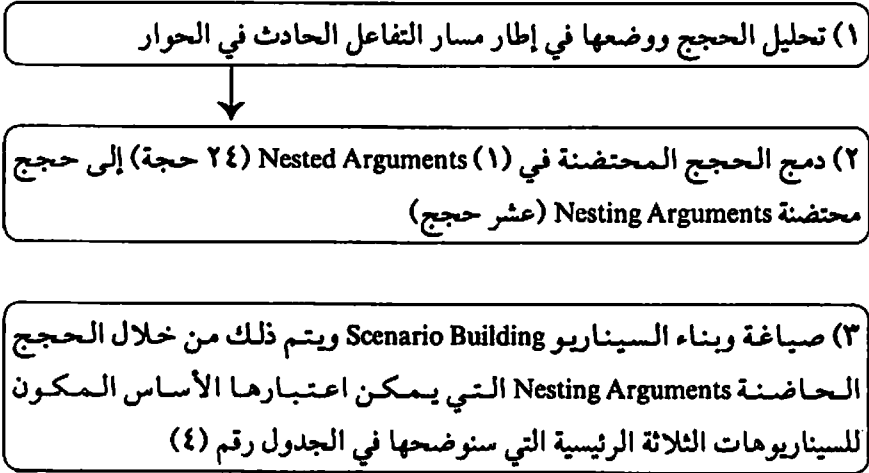 ١) تحليل الحجج ووضعها في إطار مسار التفاعل الحادث في الحوار
٢) دمج الحجج المحتضنة في (١) Nested Arguments (٢٤ حجة) إلى حجج
محتضنة Nesting Arguments (عشر حجج)
٣) صياغة وبناء السيناريو Scenario Building ويتم ذلك من خلال الحجج
الحاضنة Nesting Arguments التي يمكن اعتبارها الأساس المكون
للسيناريوهات الثلاثة الرئيسية التي سنوضحها في الجدول رقم (٤)